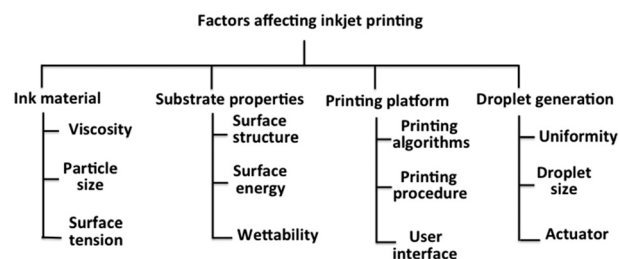 Factors affecting inkjet printing
Ink material
Viscosity
Particle
size
Surface
tension
Substrate properties
Surface
structure
Surface
energy
Wettability
Printing platform
Printing
algorithms
Printing
procedure
User
interface
Droplet generation
Uniformity
Droplet
size
Actuator